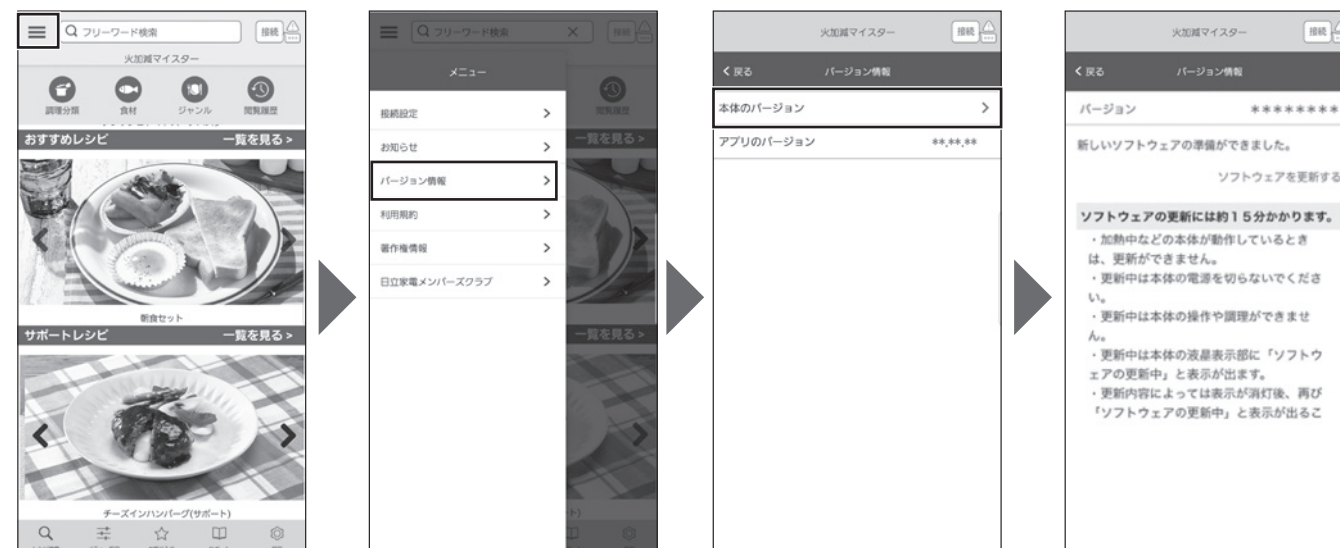 フリーワード検索
接続
火加減マイスター
調理分類
食材
ジャンル
閲覧履歴
おすすめレシピ
一覧を見る >
朝食セット
サポートレシピ
一覧を見る >
チーズインハンバーグ(サポート)
フリーワード検索
接続
メニュー
閲覧履歴
接続設定
お知らせ
一覧を見る >
バージョン情報
利用規約
著作権情報
日立家電メンバーズクラブ
一覧を見る >
火加減マイスター
接続
戻る
バージョン情報
本体のバージョン
アプリのバージョン
**.**.**
火加減マイスター
接続
戻る
バージョン情報
バージョン
********
新しいソフトウェアの準備ができました。
ソフトウェアを更新する
ソフトウェアの更新には約15分かかります。
・加熱中などの本体が動作しているとき
は、更新ができません。
・更新中は本体の電源を切らないでくださ
い。
・更新中は本体の操作や調理ができませ
ん。
・更新中は本体の液晶表示部に「ソフトウ
ェアの更新中」と表示が出ます。
・更新内容によっては表示が消灯後、再び
「ソフトウェアの更新中」と表示が出るこ